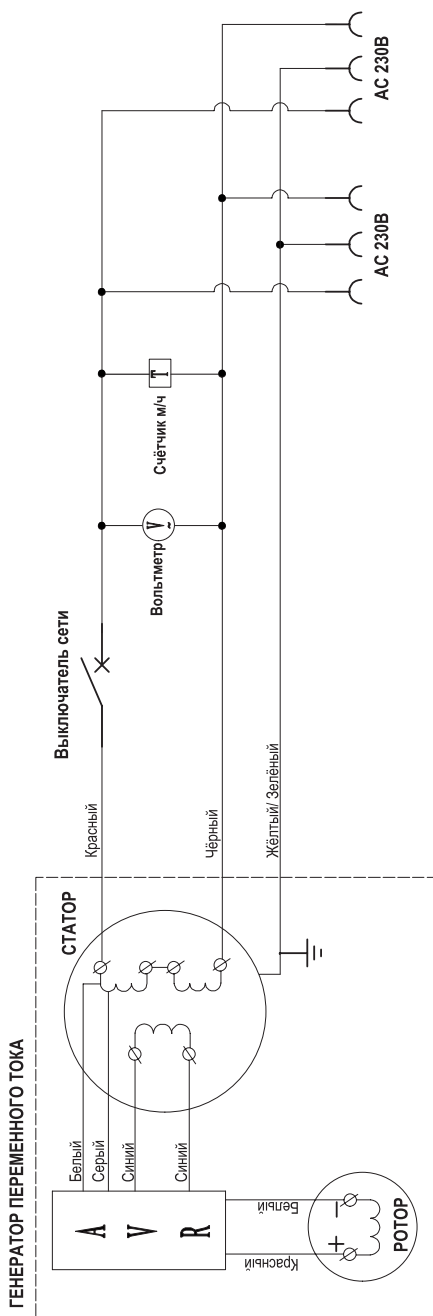 ГЕНЕРАТОР ПЕРЕМЕННОГО ТОКА
СТАТОР
Белый
Серый
Синий
Синий
A V R
Красный
Белый
+ −
РОТОР
Красный
Чёрный
Жёлтый/ Зелёный
Выключатель сети
Вольтметр
V
~
Счётчик м/ч
T
AC 230В
AC 230В